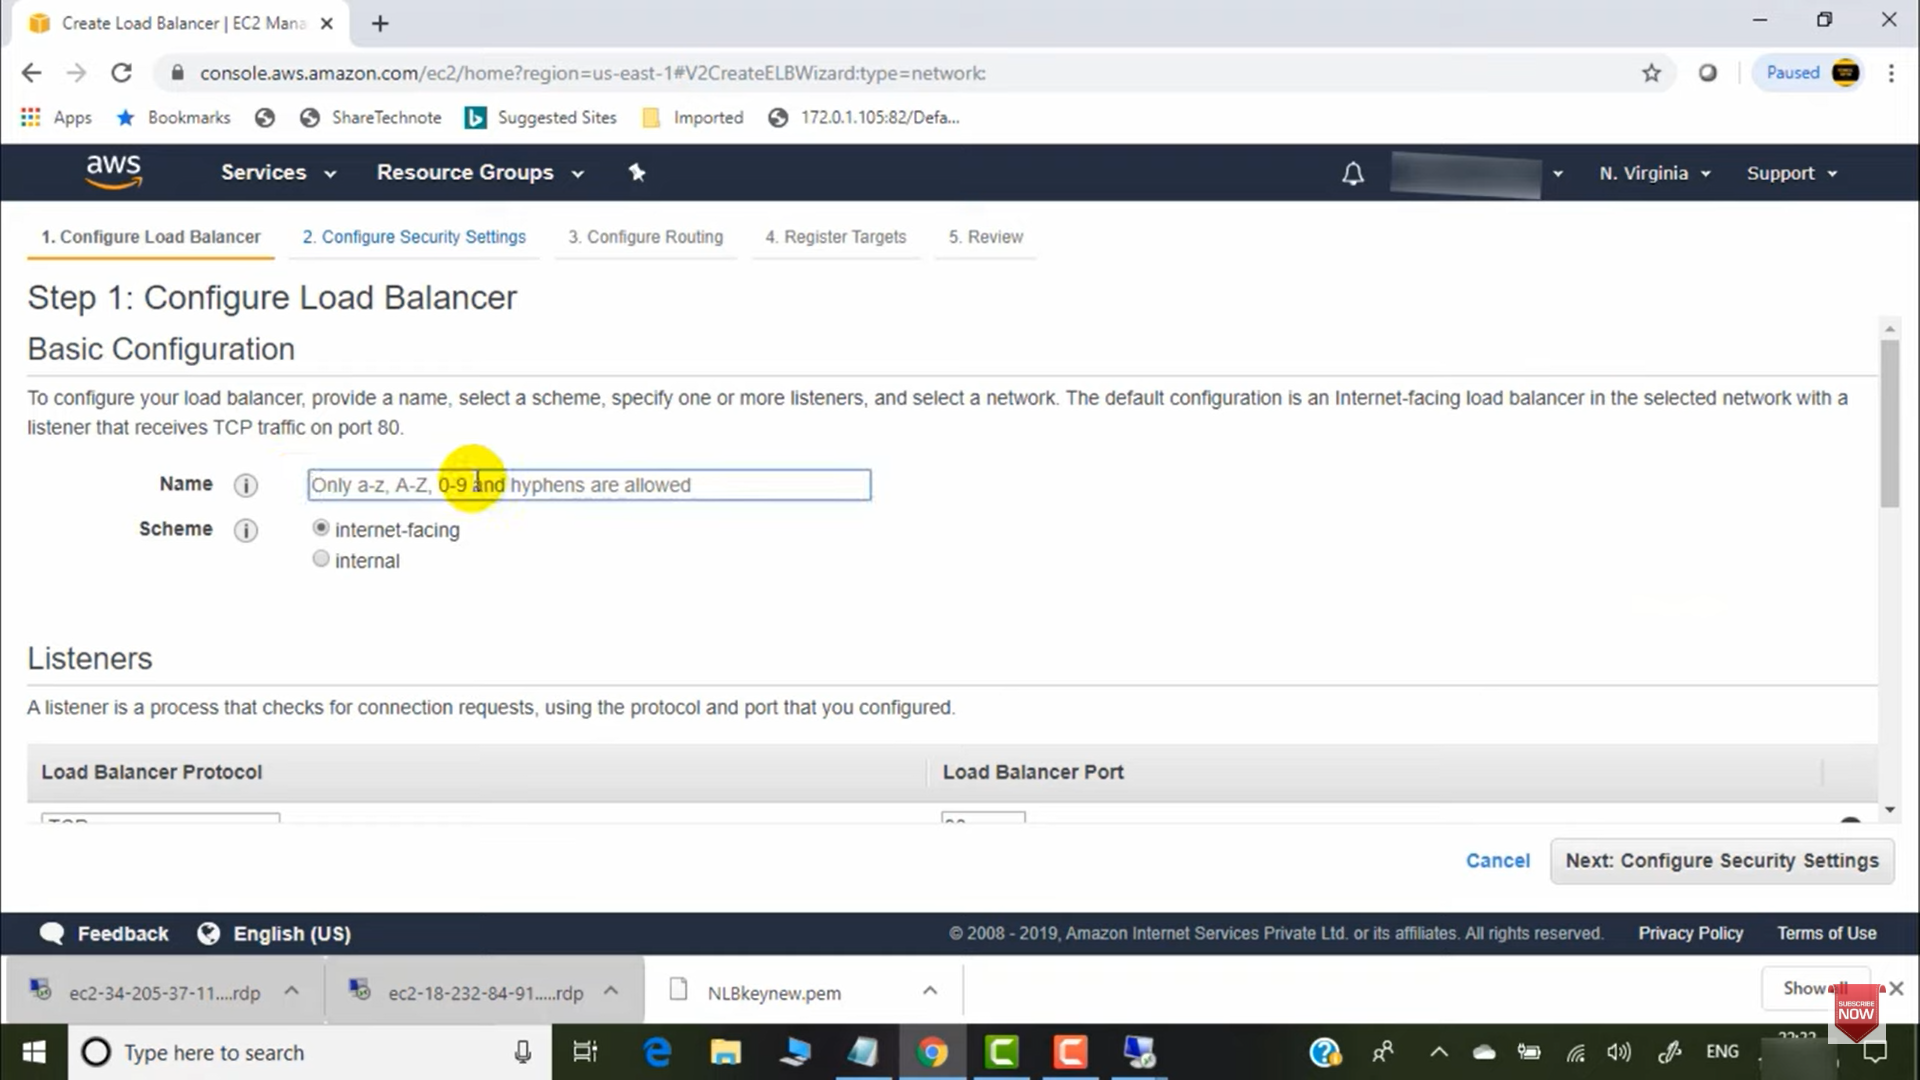 Create Load Balancer | EC2 Mana
console.aws.amazon.com/ec2/home?region=us-east-1#V2CreateELBWizard:type=network:
Paused
Apps
Bookmarks
ShareTechnote
Suggested Sites
Imported
172.0.1.105:82/Defa...
aws
Services
Resource Groups
N. Virginia
Support
1. Configure Load Balancer
2. Configure Security Settings
3. Configure Routing
4. Register Targets
5. Review
Step 1: Configure Load Balancer
Basic Configuration
To configure your load balancer, provide a name, select a scheme, specify one or more listeners, and select a network. The default configuration is an Internet-facing load balancer in the selected network with a
listener that receives TCP traffic on port 80.
Name
Only a-z, A-Z, 0-9 and hyphens are allowed
Scheme
internet-facing
internal
Listeners
A listener is a process that checks for connection requests, using the protocol and port that you configured.
Load Balancer Protocol
Load Balancer Port
Cancel
Next: Configure Security Settings
Feedback
English (US)
© 2008 - 2019, Amazon Internet Services Private Ltd. or its affiliates. All rights reserved.
Privacy Policy
Terms of Use
ec2-34-205-37-11....rdp
ec2-18-232-84-91.....rdp
NLBkeynew.pem
Show all
SUBSCRIBE
NOW
Type here to search
ENG